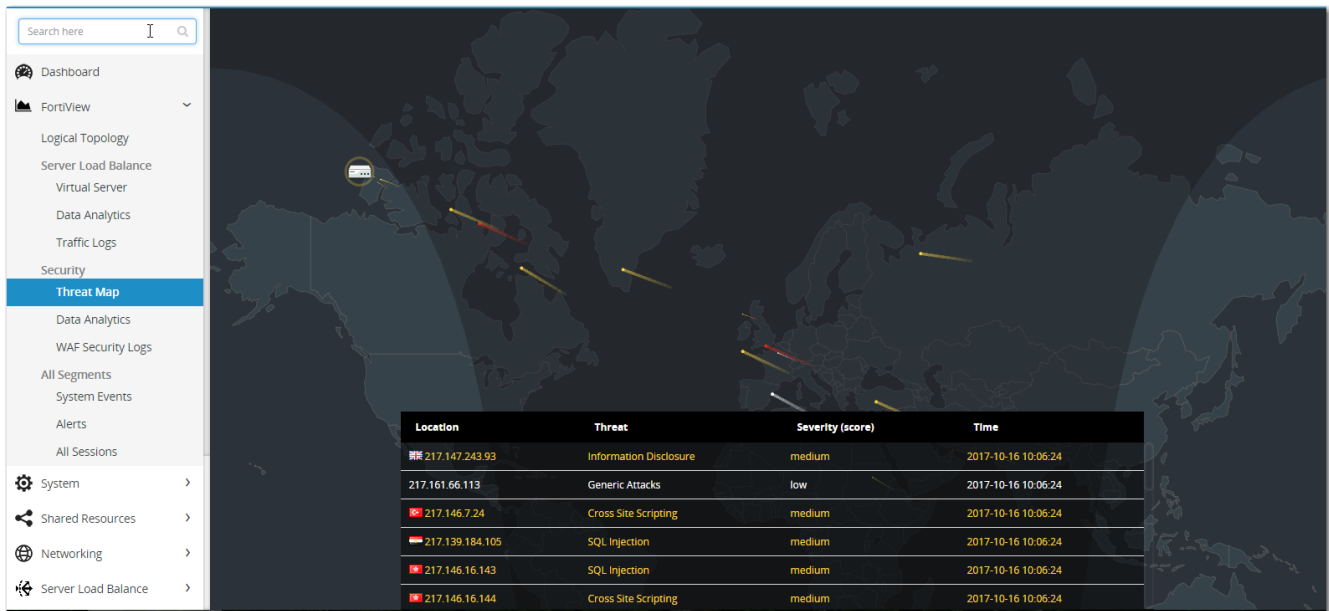 Search here
Dashboard
FortiView
Logical Topology
Server Load Balance
Virtual Server
Data Analytics
Traffic Logs
Security
Threat Map
Data Analytics
WAF Security Logs
All Segments
System Events
Alerts
All Sessions
System
Shared Resources
Networking
Server Load Balance
Location Threat Severity (score) Time
217.147.243.93 Information Disclosure medium 2017-10-16 10:06:24
217.161.66.113 Generic Attacks low 2017-10-16 10:06:24
217.146.7.24 Cross Site Scripting medium 2017-10-16 10:06:24
217.139.184.105 SQL Injection medium 2017-10-16 10:06:24
217.146.16.143 SQL Injection medium 2017-10-16 10:06:24
217.146.16.144 Cross Site Scripting medium 2017-10-16 10:06:24